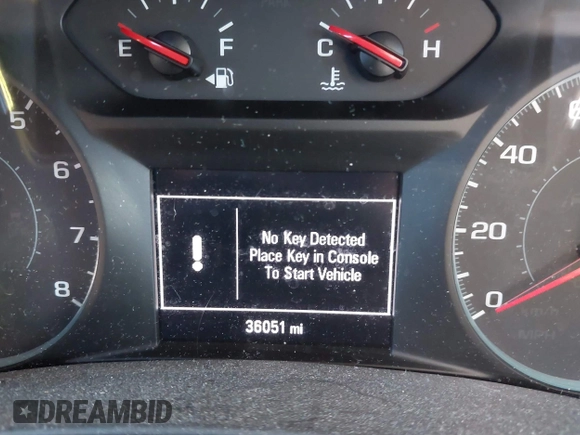 E F C H
5
6
7
8
40
20
0
No Key Detected
Place Key in Console
To Start Vehicle
!
36051 mi
DREAMBID